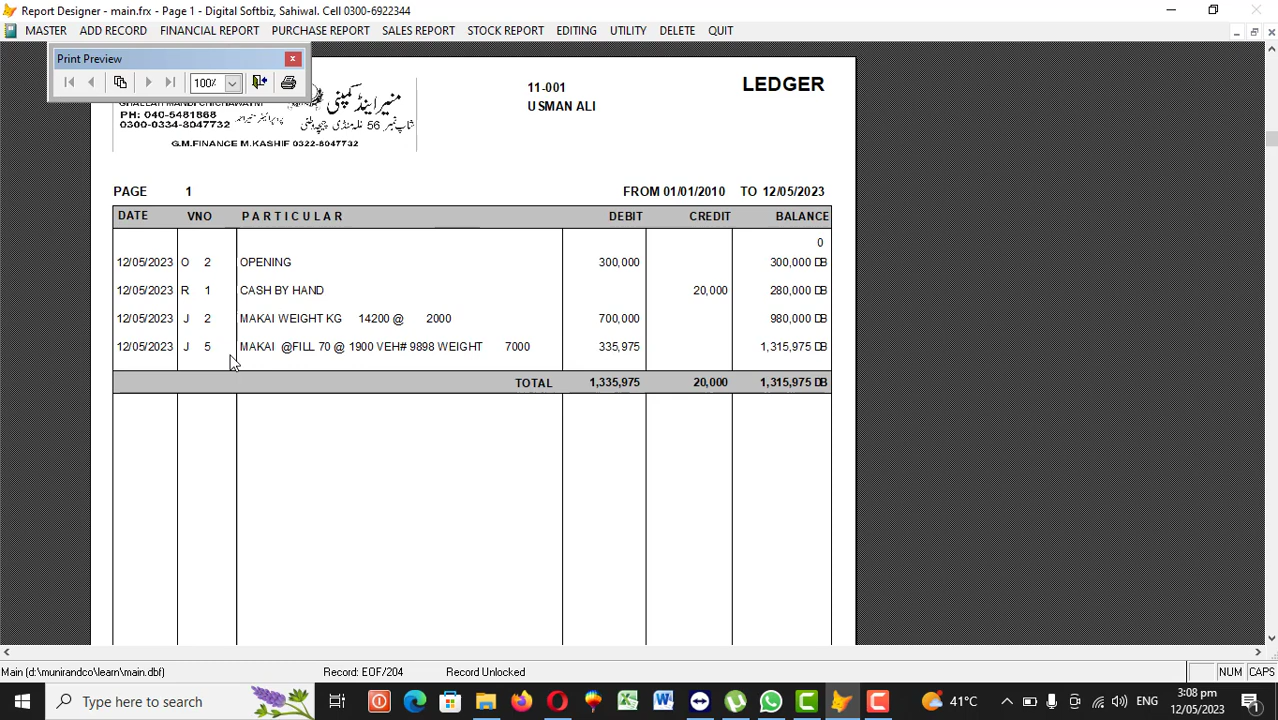 Report Designer - main.frx - Page 1 - Digital Softbiz, Sahiwal. Cell 0300-6922344
MASTER ADD RECORD FINANCIAL REPORT PURCHASE REPORT SALES REPORT STOCK REPORT EDITING UTILITY DELETE QUIT
Print Preview
100%
11-001
LEDGER
USMAN ALI
منیر اینڈ کمپنی
PH: 040-5481868
0300-0334-8047732
شاپ نمبر 56 غلہ منڈی چیچہ وطنی
G.M.FINANCE M.KASHIF 0322-8047732
PAGE 1 FROM 01/01/2010 TO 12/05/2023
DATE VNO PARTICULAR DEBIT CREDIT BALANCE
0
12/05/2023 O 2 OPENING 300,000 300,000 DB
12/05/2023 R 1 CASH BY HAND 20,000 280,000 DB
12/05/2023 J 2 MAKAI WEIGHT KG 14200 @ 2000 700,000 980,000 DB
12/05/2023 J 5 MAKAI @FILL 70 @ 1900 VEH# 9898 WEIGHT 7000 335,975 1,315,975 DB
TOTAL 1,335,975 20,000 1,315,975 DB
Main (d:\munirandco\learn\main.dbf) Record: EOF/204 Record Unlocked NUM CAPS
Type here to search
41°C
ENG
3:08 pm
12/05/2023
1